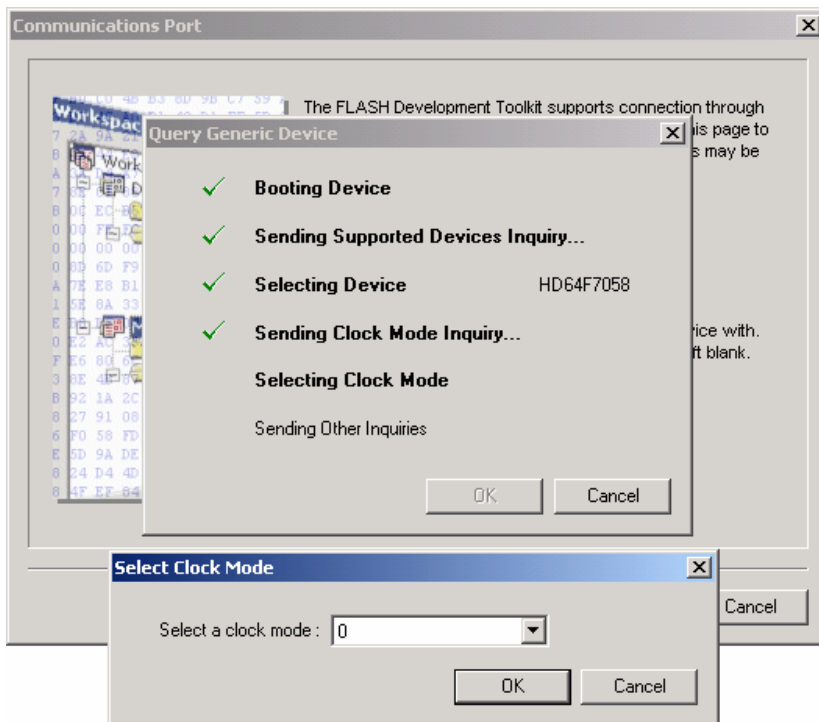 Communications Port
The FLASH Development Toolkit supports connection through
his page to
s may be
Workspac
Work
D
Query Generic Device
Booting Device
Sending Supported Devices Inquiry...
Selecting Device HD64F7058
Sending Clock Mode Inquiry...
Selecting Clock Mode
Sending Other Inquiries
OK Cancel
ice with.
ft blank.
Select Clock Mode
Select a clock mode : 0
OK Cancel
Cancel